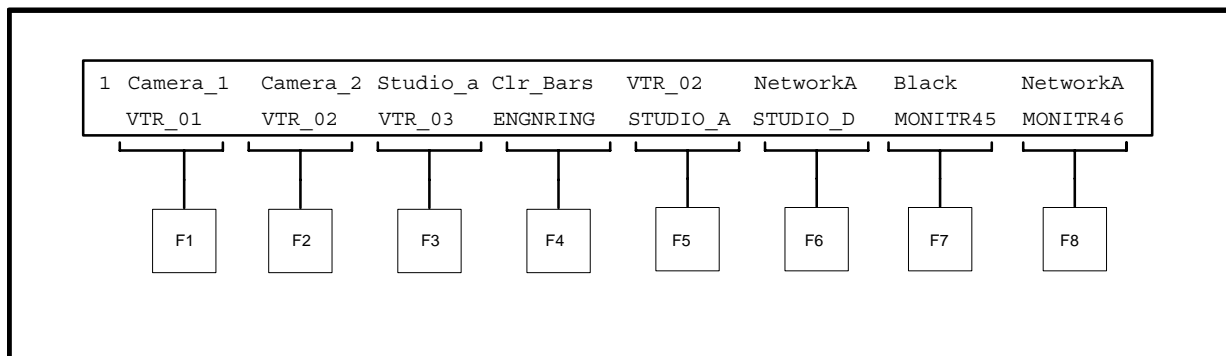 1 Camera_1 Camera_2 Studio_a Clr_Bars VTR_02 NetworkA Black NetworkA
VTR_01 VTR_02 VTR_03 ENGNRING STUDIO_A STUDIO_D MONITR45 MONITR46
F1 F2 F3 F4 F5 F6 F7 F8